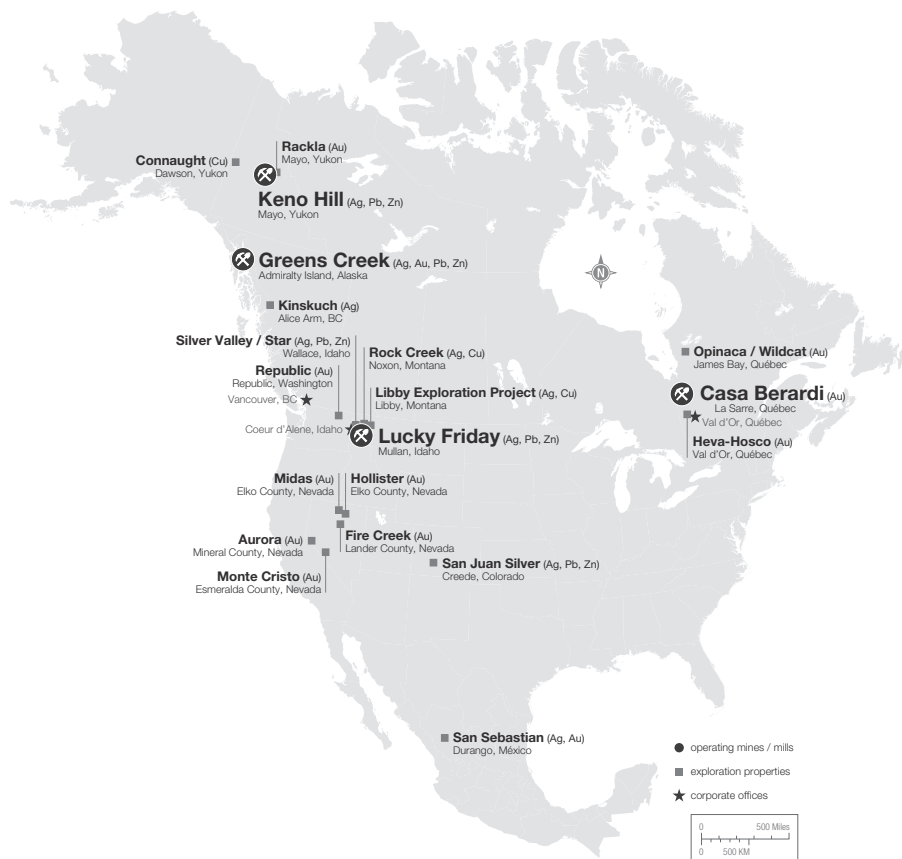 Rackla (Au)
Mayo, Yukon
Connaught (Cu)
Dawson, Yukon
Keno Hill (Ag, Pb, Zn)
Mayo, Yukon
Greens Creek (Ag, Au, Pb, Zn)
Admiralty Island, Alaska
N
Kinskuch (Ag)
Alice Arm, BC
Silver Valley / Star (Ag, Pb, Zn)
Wallace, Idaho
Rock Creek (Ag, Cu)
Noxon, Montana
Republic (Au)
Republic, Washington
Vancouver, BC
Libby Exploration Project (Ag, Cu)
Libby, Montana
Coeur d'Alene, Idaho
Lucky Friday (Ag, Pb, Zn)
Mullan, Idaho
Opinaca / Wildcat (Au)
James Bay, Québec
Casa Berardi (Au)
La Sarre, Québec
Val d'Or, Québec
Heva-Hosco (Au)
Val d'Or, Québec
Midas (Au)
Elko County, Nevada
Hollister (Au)
Elko County, Nevada
Fire Creek (Au)
Lander County, Nevada
Aurora (Au)
Mineral County, Nevada
Monte Cristo (Au)
Esmeralda County, Nevada
San Juan Silver (Ag, Pb, Zn)
Creede, Colorado
San Sebastian (Ag, Au)
Durango, México
operating mines / mills
exploration properties
corporate offices
0 500 Miles
0 500 KM